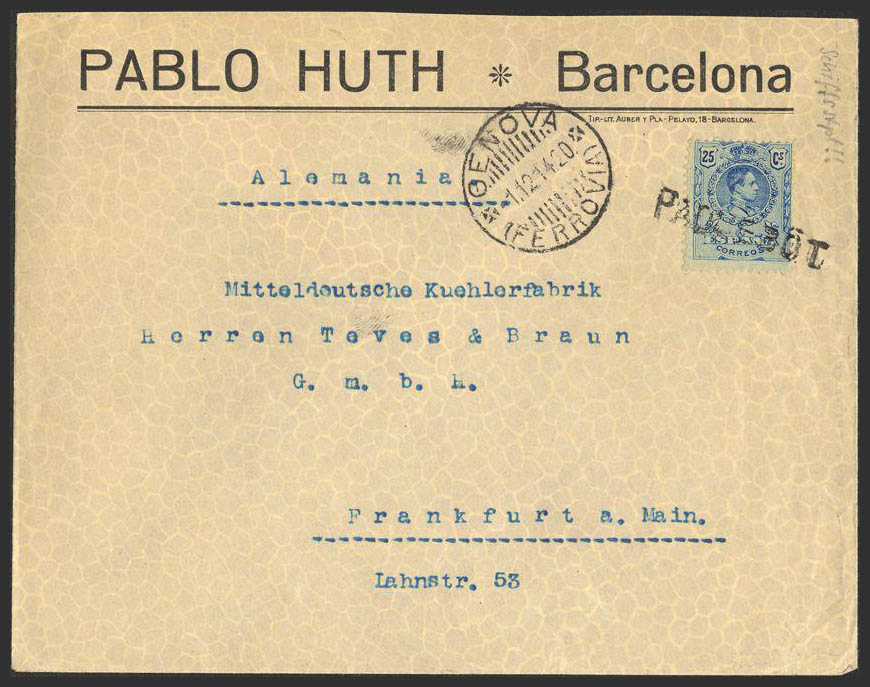 PABLO HUTH * Barcelona
TIP.-LIT. AUBER Y PLA - PELAYO, 18 - BARCELONA.
GENOVA
1.12.14.20
(FERROVIA)
25 Cs
CORREOS
Alemania
Mitteldeutsche Kuehlerfabrik
Herren Teves & Braun
G. m. b. H.
Frankfurt a. Main.
Lahnstr. 53